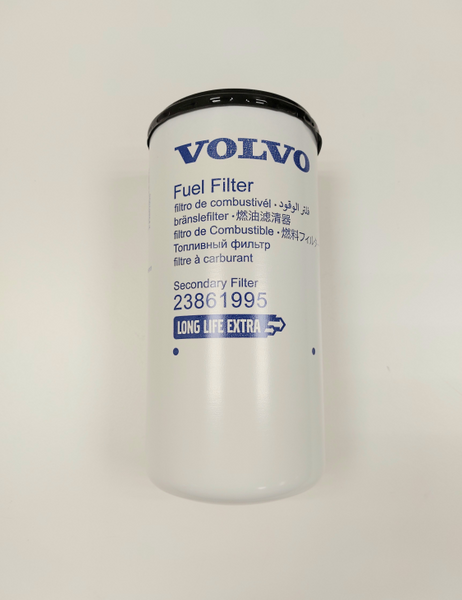 VOLVO
Fuel Filter
filtro de combustivél · فلتر الوقود
bränslefilter · 燃油滤清器
filtro de Combustible · 燃料フィル
Топливный фильтр
filtre à carburant
Secondary Filter
23861995
LONG LIFE EXTRA